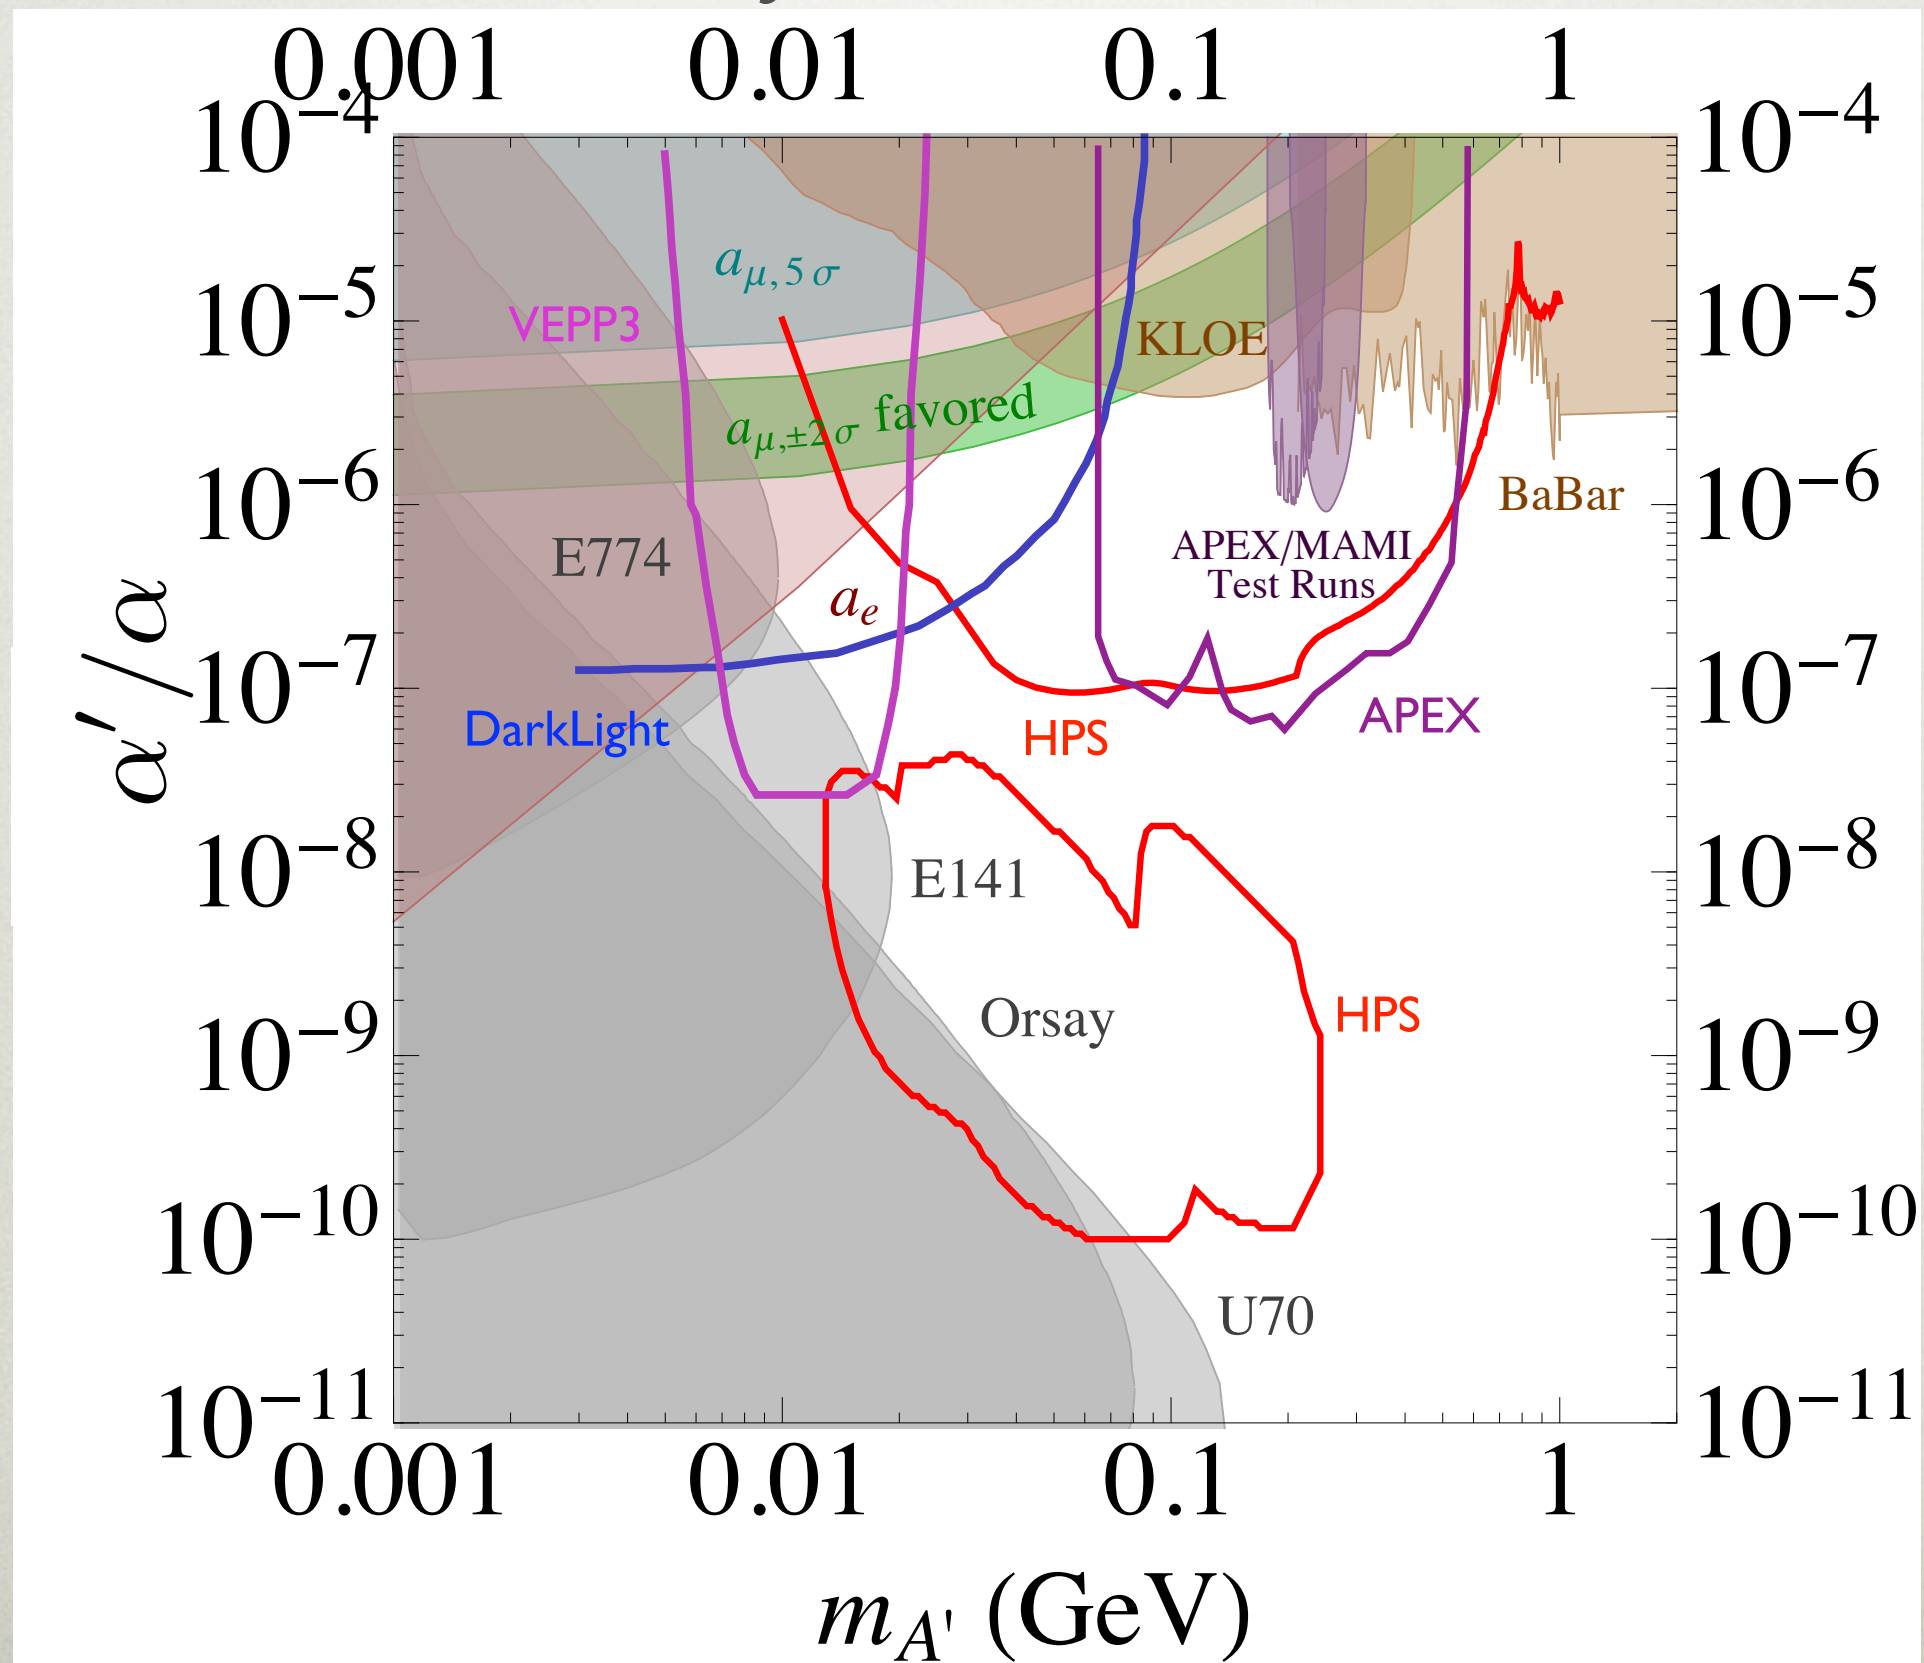 0.001 0.01 0.1 1
10⁻⁴ 10⁻⁴
a_μ,5σ
10⁻⁵ VEPP3 KLOE 10⁻⁵
a_μ,±2σ favored
10⁻⁶ BaBar 10⁻⁶
E774 APEX/MAMI
Test Runs
a_e
α'/α
10⁻⁷ 10⁻⁷
DarkLight HPS APEX
10⁻⁸ E141 10⁻⁸
10⁻⁹ Orsay HPS 10⁻⁹
10⁻¹⁰ 10⁻¹⁰
U70
10⁻¹¹ 10⁻¹¹
0.001 0.01 0.1 1
m_A' (GeV)